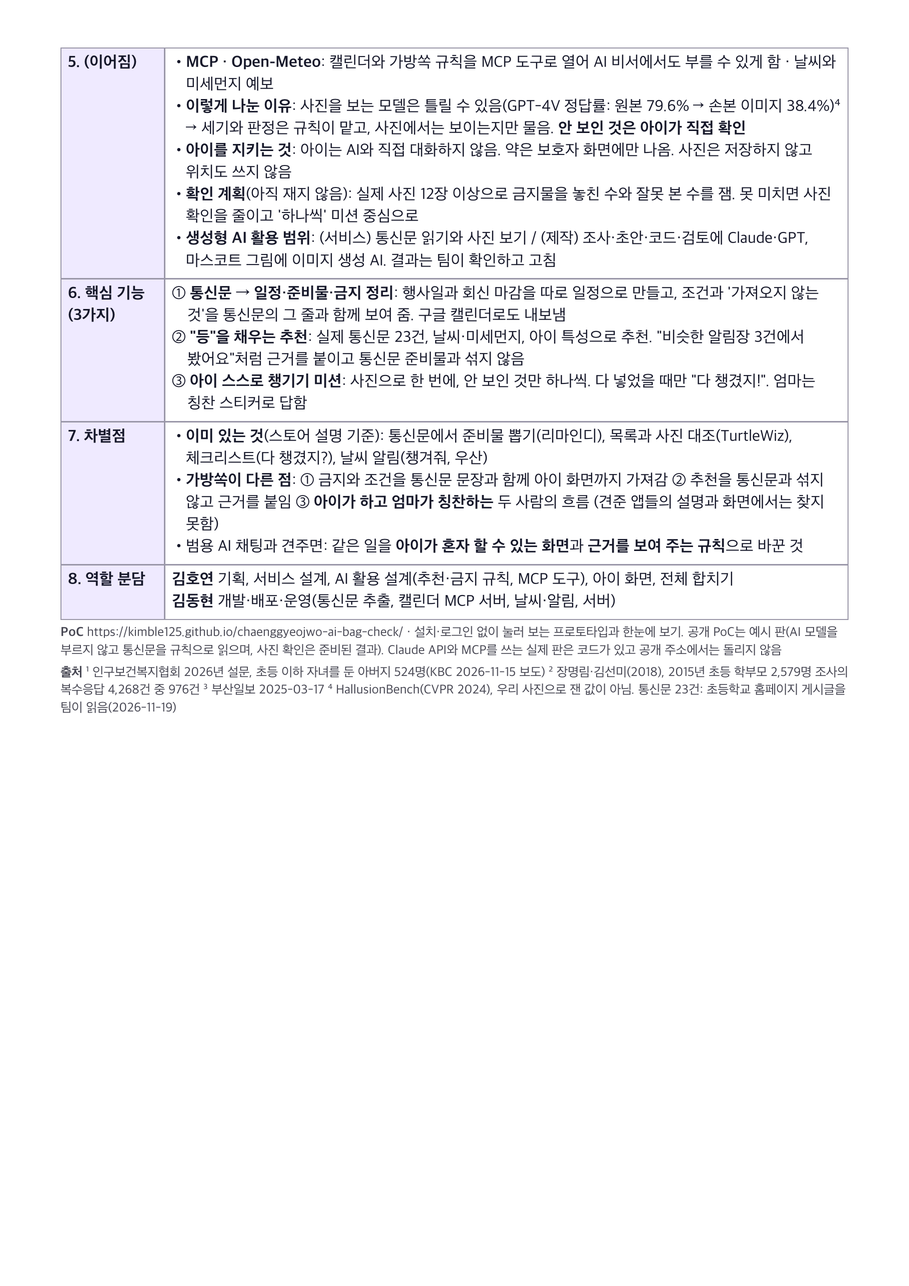 5. (이어짐)
• MCP · Open-Meteo: 캘린더와 가방쏙 규칙을 MCP 도구로 열어 AI 비서에서도 부를 수 있게 함 · 날씨와
미세먼지 예보
• 이렇게 나눈 이유: 사진을 보는 모델은 틀릴 수 있음(GPT-4V 정답률: 원본 79.6% → 손본 이미지 38.4%)⁴
→ 세기와 판정은 규칙이 맡고, 사진에서는 보이는지만 물음. 안 보인 것은 아이가 직접 확인
• 아이를 지키는 것: 아이는 AI와 직접 대화하지 않음. 약은 보호자 화면에만 나옴. 사진은 저장하지 않고
위치도 쓰지 않음
• 확인 계획(아직 재지 않음): 실제 사진 12장 이상으로 금지물을 놓친 수와 잘못 본 수를 잼. 못 미치면 사진
확인을 줄이고 '하나씩' 미션 중심으로
• 생성형 AI 활용 범위: (서비스) 통신문 읽기와 사진 보기 / (제작) 조사·초안·코드·검토에 Claude·GPT,
마스코트 그림에 이미지 생성 AI. 결과는 팀이 확인하고 고침
6. 핵심 기능
(3가지)
① 통신문 → 일정·준비물·금지 정리: 행사일과 회신 마감을 따로 일정으로 만들고, 조건과 '가져오지 않는
것'을 통신문의 그 줄과 함께 보여 줌. 구글 캘린더로도 내보냄
② "등"을 채우는 추천: 실제 통신문 23건, 날씨·미세먼지, 아이 특성으로 추천. "비슷한 알림장 3건에서
봤어요"처럼 근거를 붙이고 통신문 준비물과 섞지 않음
③ 아이 스스로 챙기기 미션: 사진으로 한 번에, 안 보인 것만 하나씩. 다 넣었을 때만 "다 챙겼지!". 엄마는
칭찬 스티커로 답함
7. 차별점
• 이미 있는 것(스토어 설명 기준): 통신문에서 준비물 뽑기(리마인디), 목록과 사진 대조(TurtleWiz),
체크리스트(다 챙겼지?), 날씨 알림(챙겨줘, 우산)
• 가방쏙이 다른 점: ① 금지와 조건을 통신문 문장과 함께 아이 화면까지 가져감 ② 추천을 통신문과 섞지
않고 근거를 붙임 ③ 아이가 하고 엄마가 칭찬하는 두 사람의 흐름 (견준 앱들의 설명과 화면에서는 찾지
못함)
• 범용 AI 채팅과 견주면: 같은 일을 아이가 혼자 할 수 있는 화면과 근거를 보여 주는 규칙으로 바꾼 것
8. 역할 분담
김호연 기획, 서비스 설계, AI 활용 설계(추천·금지 규칙, MCP 도구), 아이 화면, 전체 합치기
김동현 개발·배포·운영(통신문 추출, 캘린더 MCP 서버, 날씨·알림, 서버)
PoC https://kimble125.github.io/chaenggyeojwo-ai-bag-check/ · 설치·로그인 없이 눌러 보는 프로토타입과 한눈에 보기. 공개 PoC는 예시 판(AI 모델을
부르지 않고 통신문을 규칙으로 읽으며, 사진 확인은 준비된 결과). Claude API와 MCP를 쓰는 실제 판은 코드가 있고 공개 주소에서는 돌리지 않음
출처 ¹ 인구보건복지협회 2026년 설문, 초등 이하 자녀를 둔 아버지 524명(KBC 2026-11-15 보도) ² 장명림·김선미(2018), 2015년 초등 학부모 2,579명 조사의
복수응답 4,268건 중 976건 ³ 부산일보 2025-03-17 ⁴ HallusionBench(CVPR 2024), 우리 사진으로 잰 값이 아님. 통신문 23건: 초등학교 홈페이지 게시글을
팀이 읽음(2026-11-19)